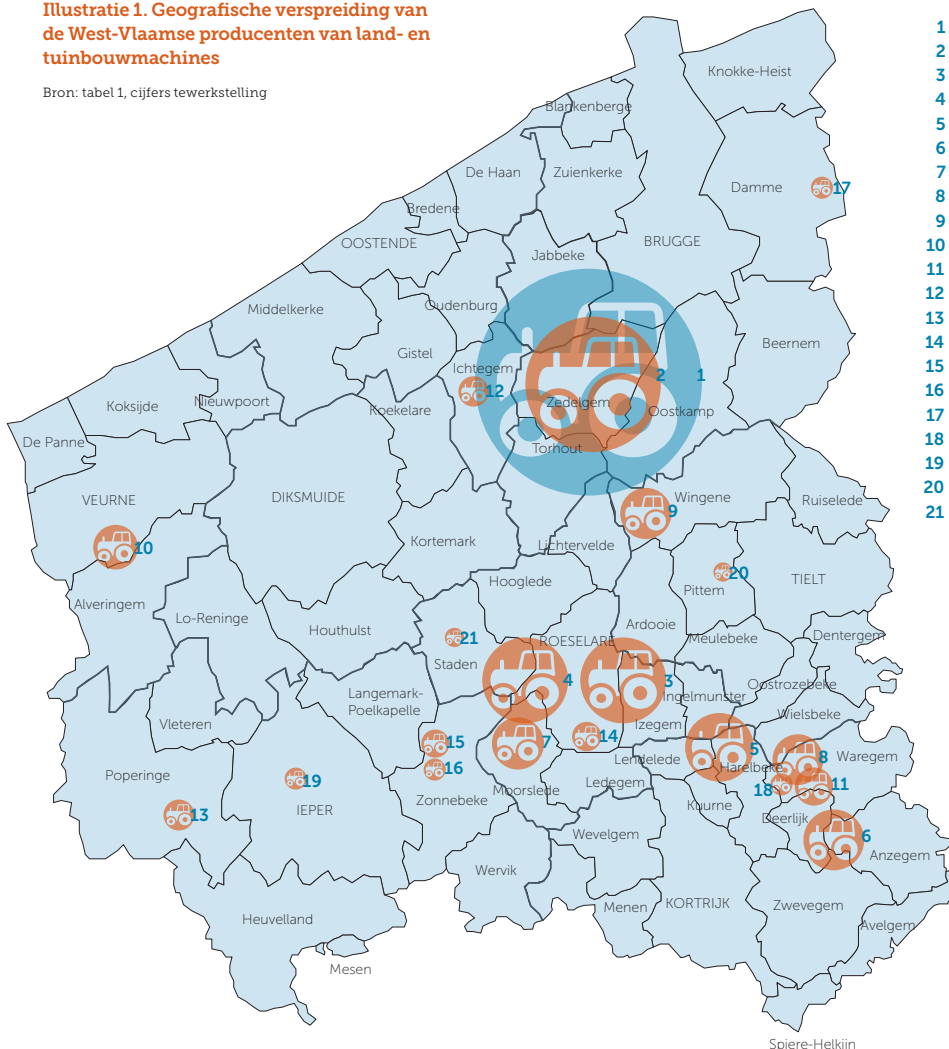 Illustratie 1. Geografische verspreiding van
de West-Vlaamse producenten van land- en
tuinbouwmachines
Bron: tabel 1, cijfers tewerkstelling
1
2
3
4
5
6
7
8
9
10
11
12
13
14
15
16
17
18
19
20
21
Knokke-Heist
Blankenberge
De Haan
Zuienkerke
Damme
17
Bredene
OOSTENDE
BRUGGE
Jabbeke
Oudenburg
Middelkerke
Beernem
Gistel
Ichtegem
12
2
1
Nieuwpoort
Koksijde
Koekelare
Zedelgem
Oostkamp
De Panne
Torhout
VEURNE
DIKSMUIDE
Wingene
Ruiselede
9
10
Kortemark
Lichtervelde
Hooglede
20
Pittem
TIELT
Alveringem
Lo-Reninge
Houthulst
Ardooie
21
ROESELARE
Meulebeke
Dentergem
Staden
4
3
Oostrozebeke
Langemark-
Poelkapelle
Ingelmunster
Wielsbeke
Vleteren
Izegem
15
7
14
5
8
Waregem
Lendelede
Harelbeke
16
Poperinge
19
Zonnebeke
Moorslede
Ledegem
18
11
IEPER
Kuurne
13
Deerlijk
6
Wevelgem
Anzegem
Wervik
Menen
KORTRIJK
Zwevegem
Heuvelland
Avelgem
Mesen
Spiere-Helkijn